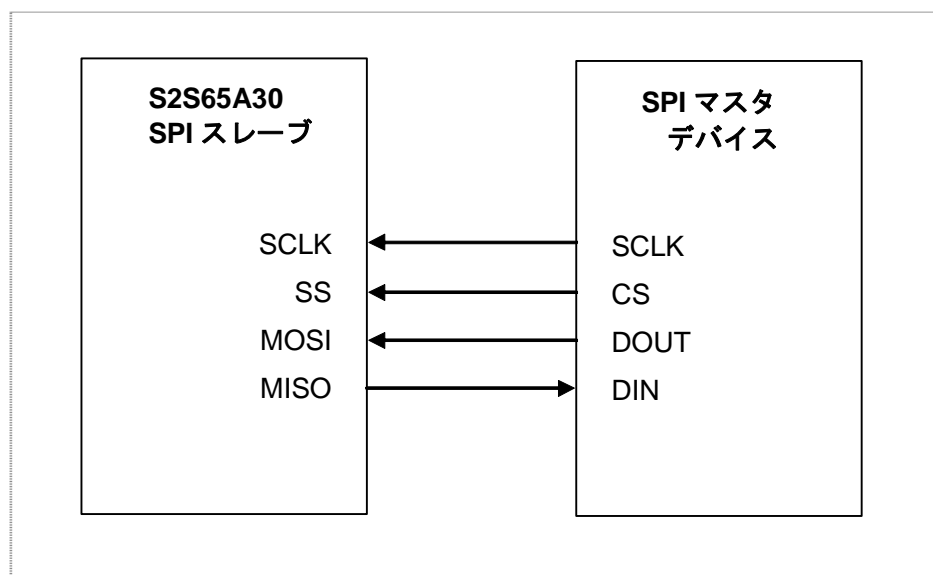 S2S65A30
SPI スレーブ
SCLK
SS
MOSI
MISO
SPI マスタ
デバイス
SCLK
CS
DOUT
DIN